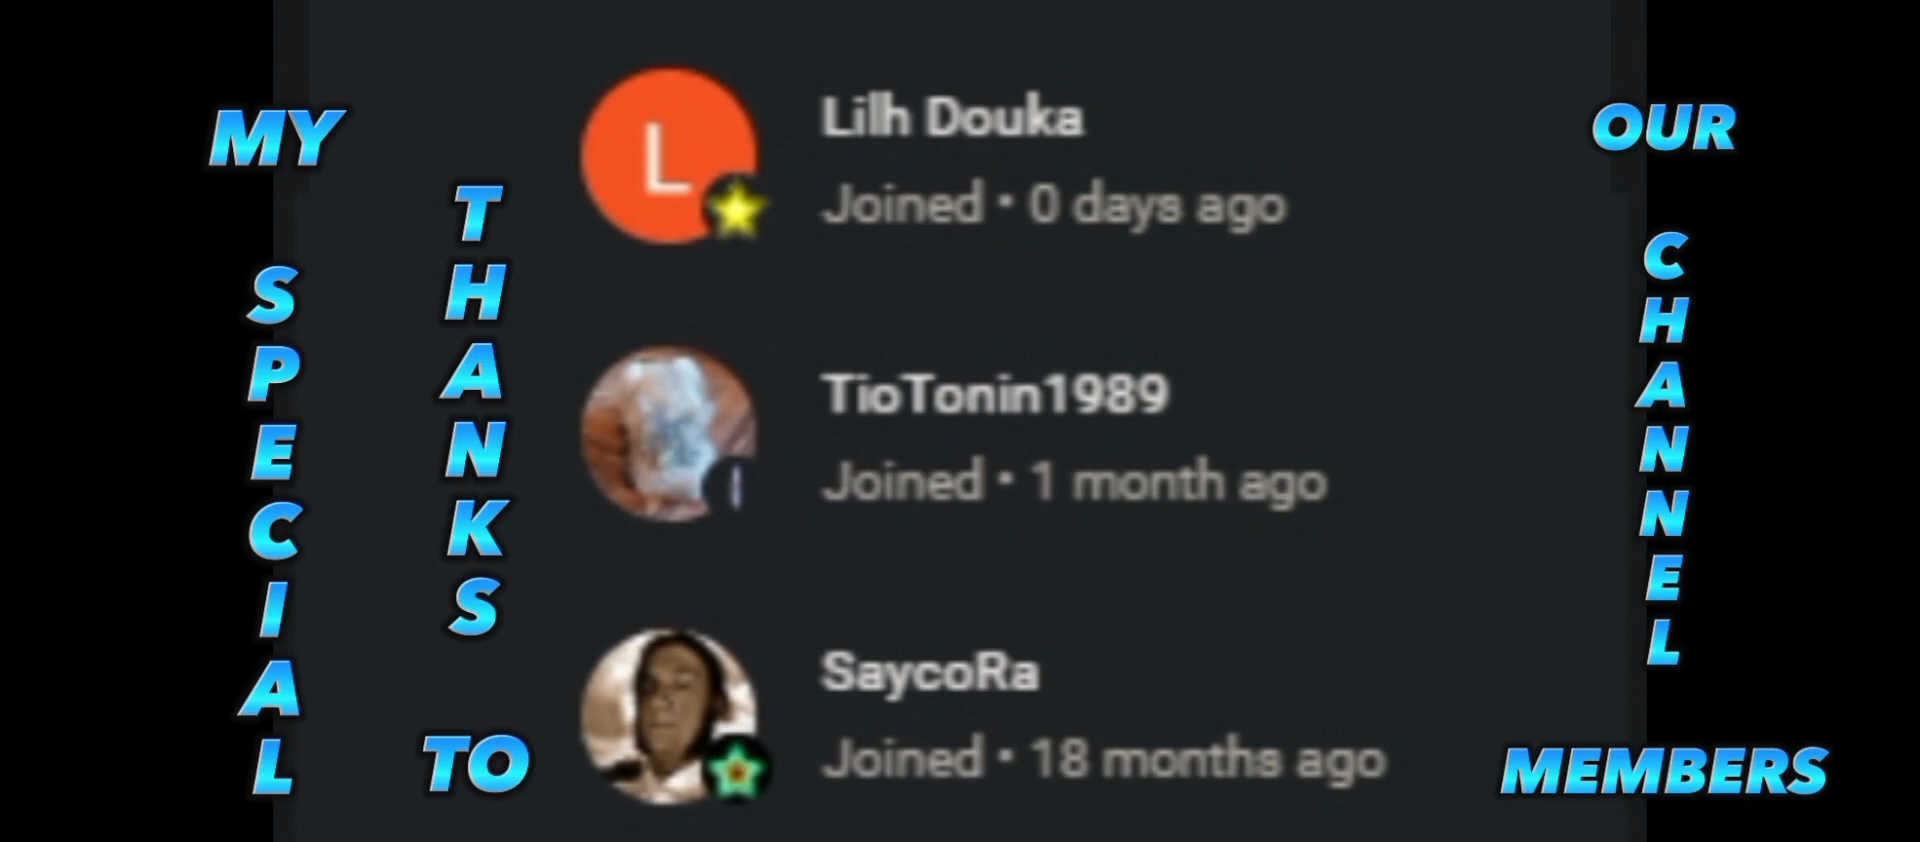 MY
SPECIAL
THANKS
TO
L
Lilh Douka
Joined • 0 days ago
TioTonin1989
Joined • 1 month ago
SaycoRa
Joined • 18 months ago
OUR
CHANNEL
MEMBERS